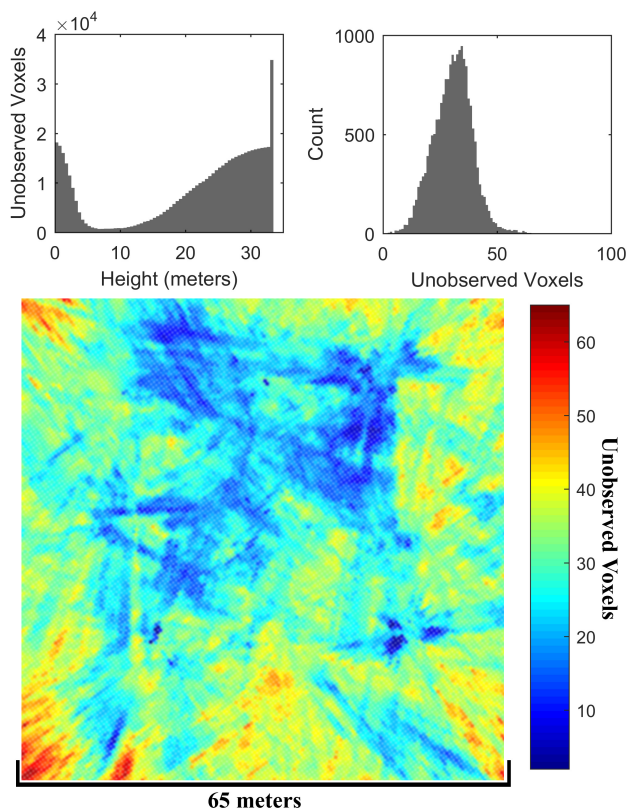 ×10⁴
4
3
2
1
0
Unobserved Voxels
0 10 20 30
Height (meters)
1000
500
0
Count
0 50 100
Unobserved Voxels
60
50
40
30
20
10
Unobserved Voxels
65 meters